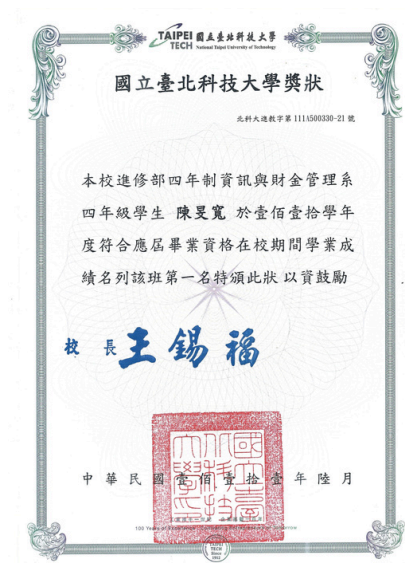 TAIPEI TECH 國立臺北科技大學
National Taipei University of Technology
國立臺北科技大學獎狀
北科大進教字第111A500330-21號
本校進修部四年制資訊與財金管理系
四年級學生 陳旻寬 於壹佰壹拾學年
度符合應屆畢業資格在校期間學業成
績名列該班第一名特頒此狀以資鼓勵
校長 王錫福
中華民國壹佰壹拾壹年陸月